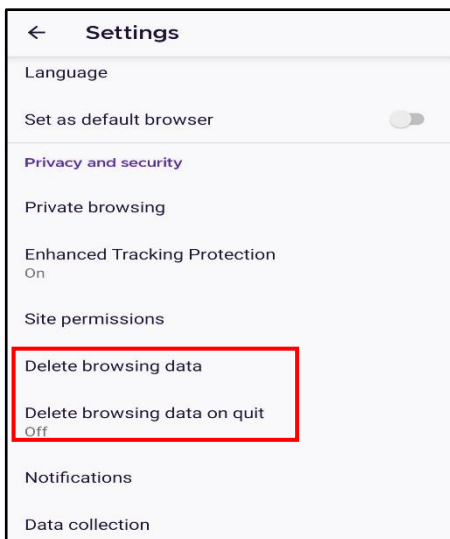 Settings
Language
Set as default browser
Privacy and security
Private browsing
Enhanced Tracking Protection
On
Site permissions
Delete browsing data
Delete browsing data on quit
Off
Notifications
Data collection